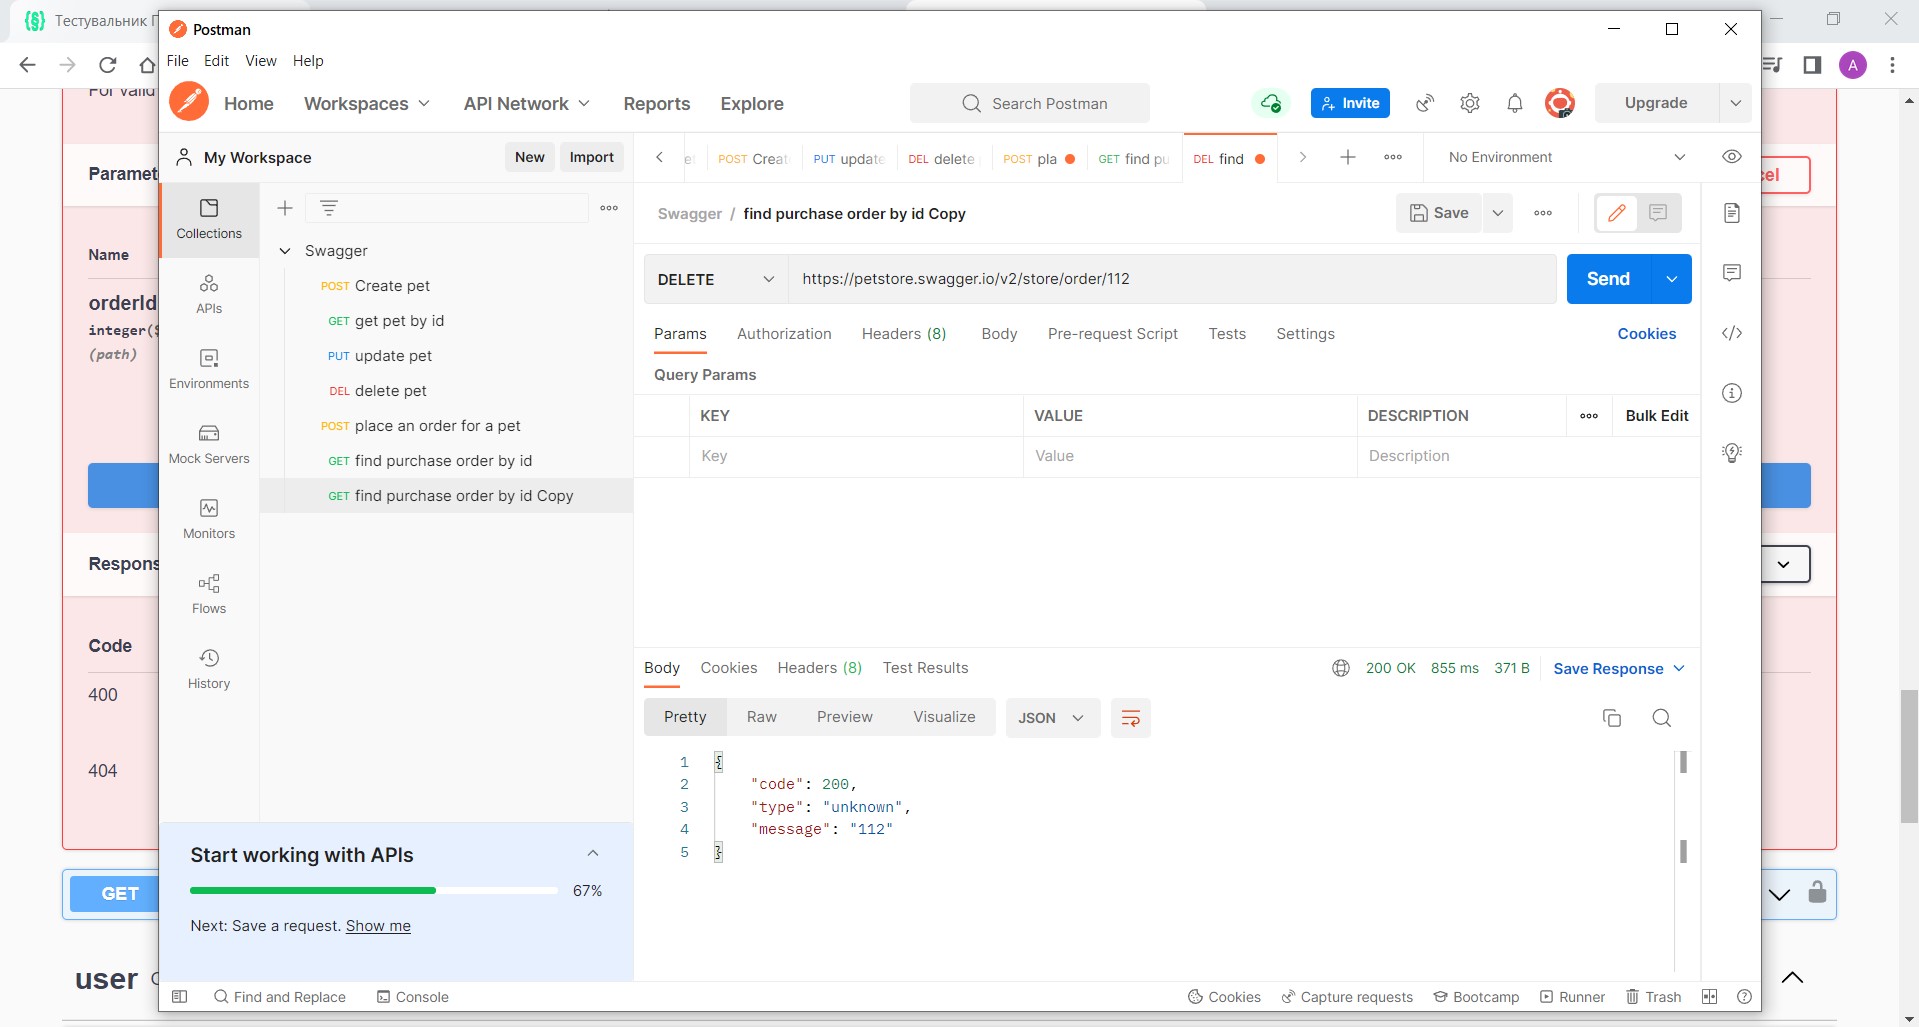 Тестувальник
Postman
File Edit View Help
Home Workspaces API Network Reports Explore
Search Postman
Invite
Upgrade
A
For valid
My Workspace
New Import
POST Creat PUT update DEL delete POST pla GET find pu DEL find
No Environment
Swagger / find purchase order by id Copy
Save
DELETE https://petstore.swagger.io/v2/store/order/112
Send
Params Authorization Headers (8) Body Pre-request Script Tests Settings
Cookies
Query Params
KEY VALUE DESCRIPTION Bulk Edit
Key Value Description
Collections
APIs
Environments
Mock Servers
Monitors
Flows
History
Swagger
POST Create pet
GET get pet by id
PUT update pet
DEL delete pet
POST place an order for a pet
GET find purchase order by id
GET find purchase order by id Copy
Body Cookies Headers (8) Test Results
200 OK 855 ms 371 B Save Response
Pretty Raw Preview Visualize JSON
1 {
2 "code": 200,
3 "type": "unknown",
4 "message": "112"
5 }
Start working with APIs
67%
Next: Save a request. Show me
Find and Replace Console
Cookies Capture requests Bootcamp Runner Trash
Name
orderId
(path)
Code
400
404
GET
user